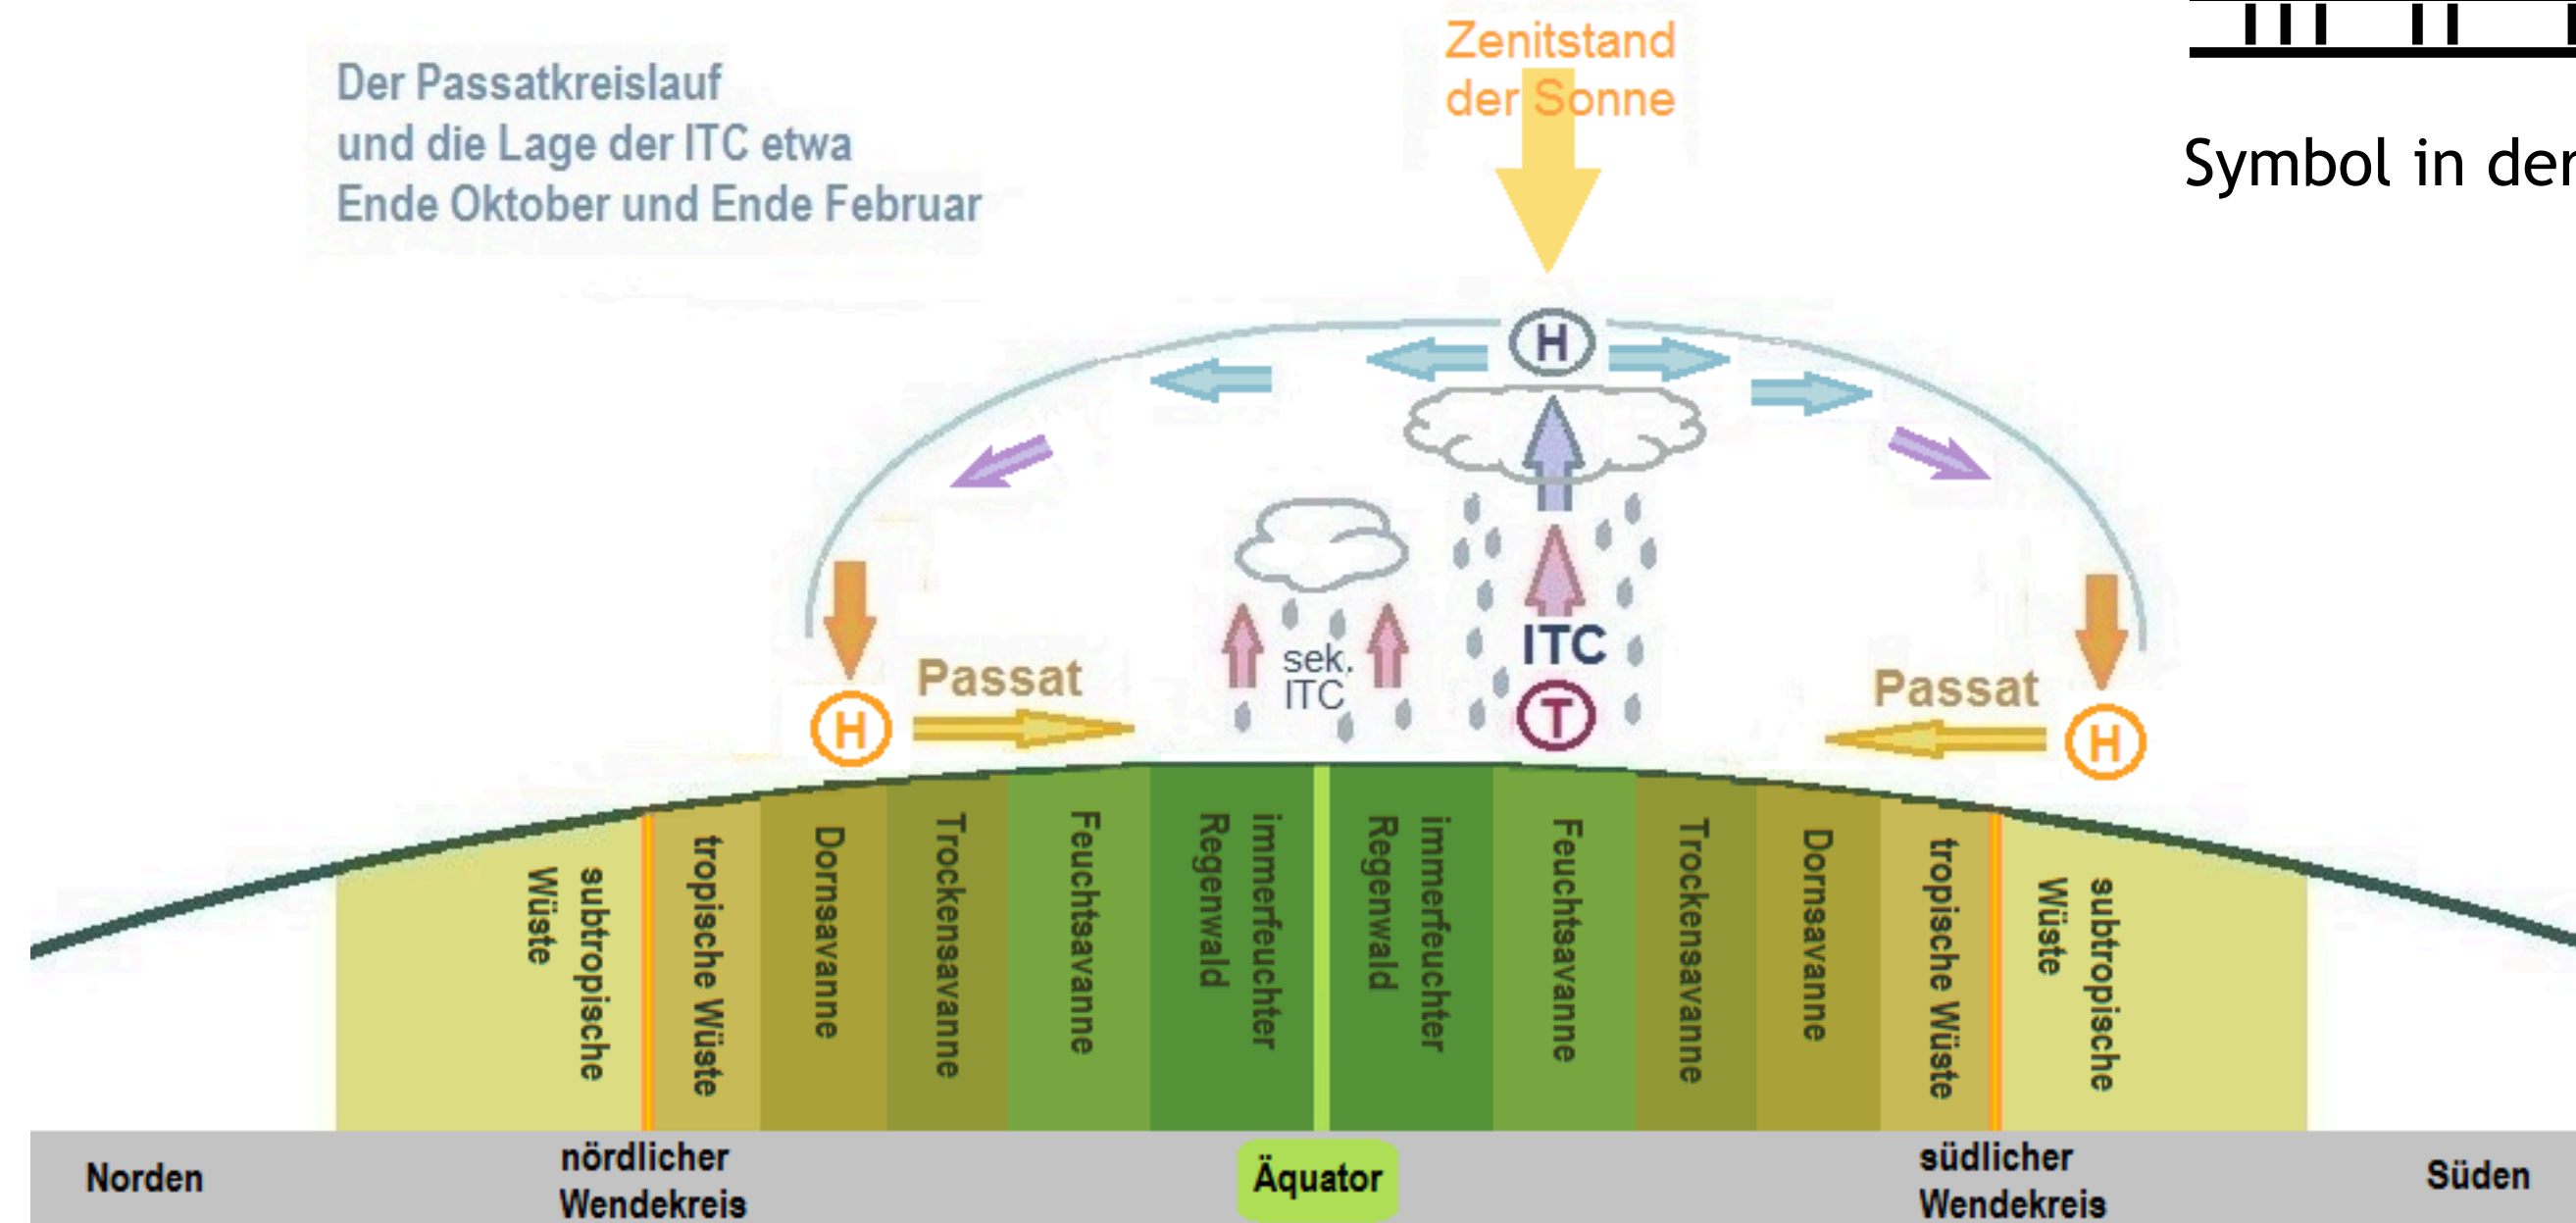 Der Passatkreislauf
und die Lage der ITC etwa
Ende Oktober und Ende Februar
Zenitstand
der Sonne
Symbol in der
H
ITC
T
sek.
ITC
Passat
H
Passat
H
subtropische
Wüste
tropische Wüste
Dornsavanne
Trockensavanne
Feuchtsavanne
immerfeuchter
Regenwald
immerfeuchter
Regenwald
Feuchtsavanne
Trockensavanne
Dornsavanne
tropische Wüste
subtropische
Wüste
Norden
nördlicher
Wendekreis
Äquator
südlicher
Wendekreis
Süden